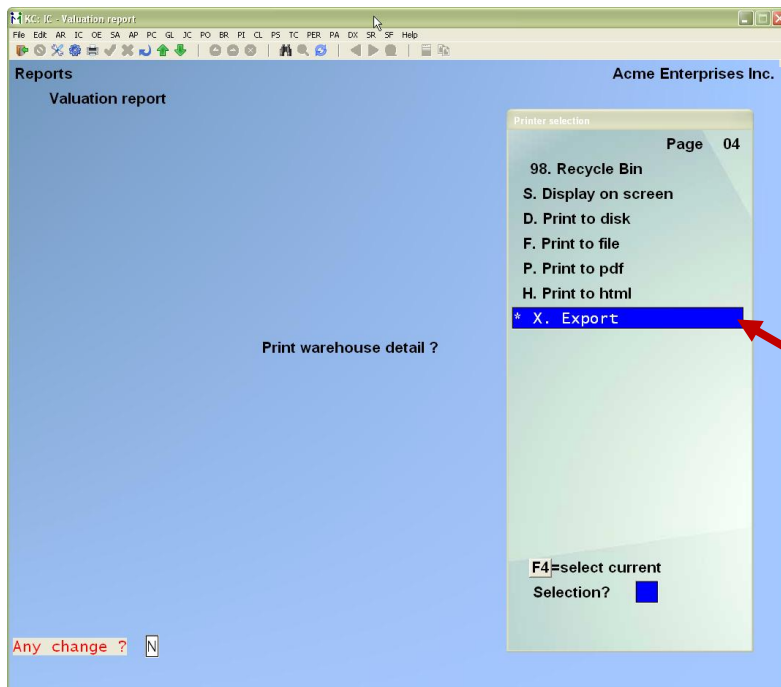 KC: IC - Valuation report
File Edit AR IC OE SA AP PC GL JC PO BR PI CL PS TC PER PA DX SR SF Help
Reports
Acme Enterprises Inc.
Valuation report
Printer selection
Page 04
98. Recycle Bin
S. Display on screen
D. Print to disk
F. Print to file
P. Print to pdf
H. Print to html
* X. Export
Print warehouse detail ?
F4=select current
Selection?
Any change ? N